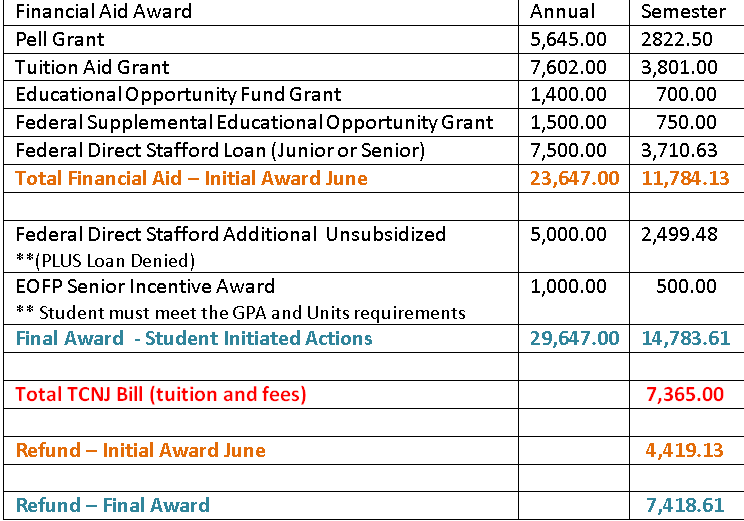 Financial Aid Award Annual Semester
Pell Grant 5,645.00 2822.50
Tuition Aid Grant 7,602.00 3,801.00
Educational Opportunity Fund Grant 1,400.00 700.00
Federal Supplemental Educational Opportunity Grant 1,500.00 750.00
Federal Direct Stafford Loan (Junior or Senior) 7,500.00 3,710.63
Total Financial Aid – Initial Award June 23,647.00 11,784.13
Federal Direct Stafford Additional Unsubsidized 5,000.00 2,499.48
**(PLUS Loan Denied)
EOFP Senior Incentive Award 1,000.00 500.00
** Student must meet the GPA and Units requirements
Final Award - Student Initiated Actions 29,647.00 14,783.61
Total TCNJ Bill (tuition and fees) 7,365.00
Refund – Initial Award June 4,419.13
Refund – Final Award 7,418.61